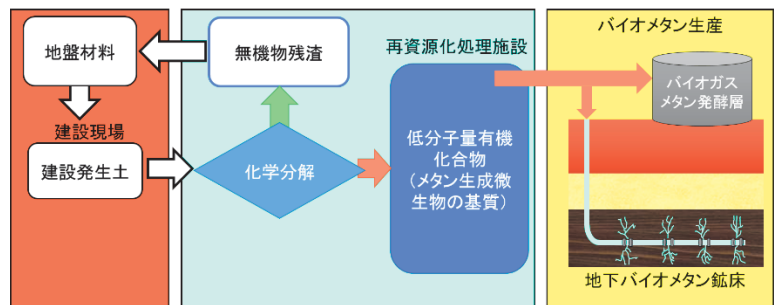 地盤材料
建設現場
建設発生土
無機物残渣
化学分解
再資源化処理施設
低分子量有機
化合物
(メタン生成微
生物の基質)
バイオメタン生産
バイオガス
メタン発酵層
地下バイオメタン鉱床